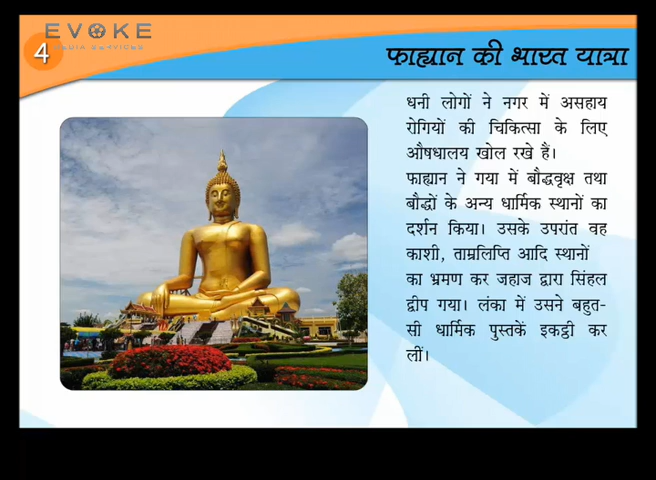 EVOKE
MEDIA SERVICES
4
फाह्यान की भारत यात्रा
धनी लोगों ने नगर में असहाय
रोगियों की चिकित्सा के लिए
औषधालय खोल रखे हैं।
फाह्यान ने गया में बौद्धवृक्ष तथा
बौद्धों के अन्य धार्मिक स्थानों का
दर्शन किया। उसके उपरांत वह
काशी, ताम्रलिप्ति आदि स्थानों
का भ्रमण कर जहाज द्वारा सिंहल
द्वीप गया। लंका में उसने बहुत-
सी धार्मिक पुस्तकें इकट्ठी कर
लीं।